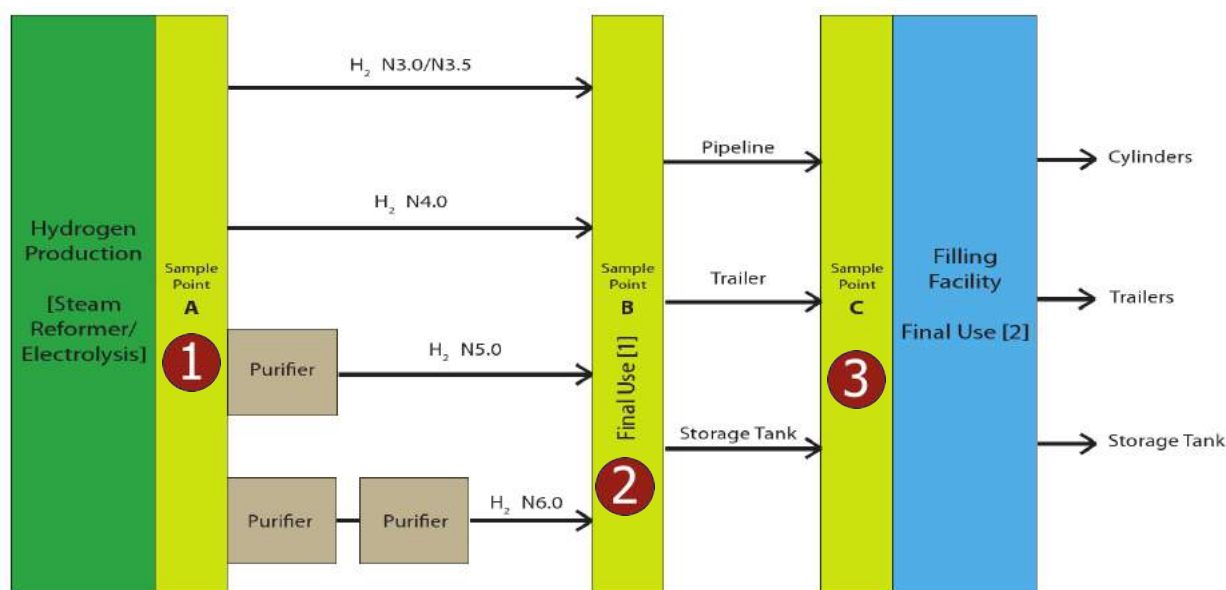 Hydrogen
Production
[Steam
Reformer/
Electrolysis]
Sample
Point
A
1
H₂ N3.0/N3.5
H₂ N4.0
Purifier
H₂ N5.0
Purifier
Purifier
H₂ N6.0
Sample
Point
B
Final Use [1]
2
Pipeline
Trailer
Storage Tank
Sample
Point
C
3
Filling
Facility
Final Use [2]
Cylinders
Trailers
Storage Tank